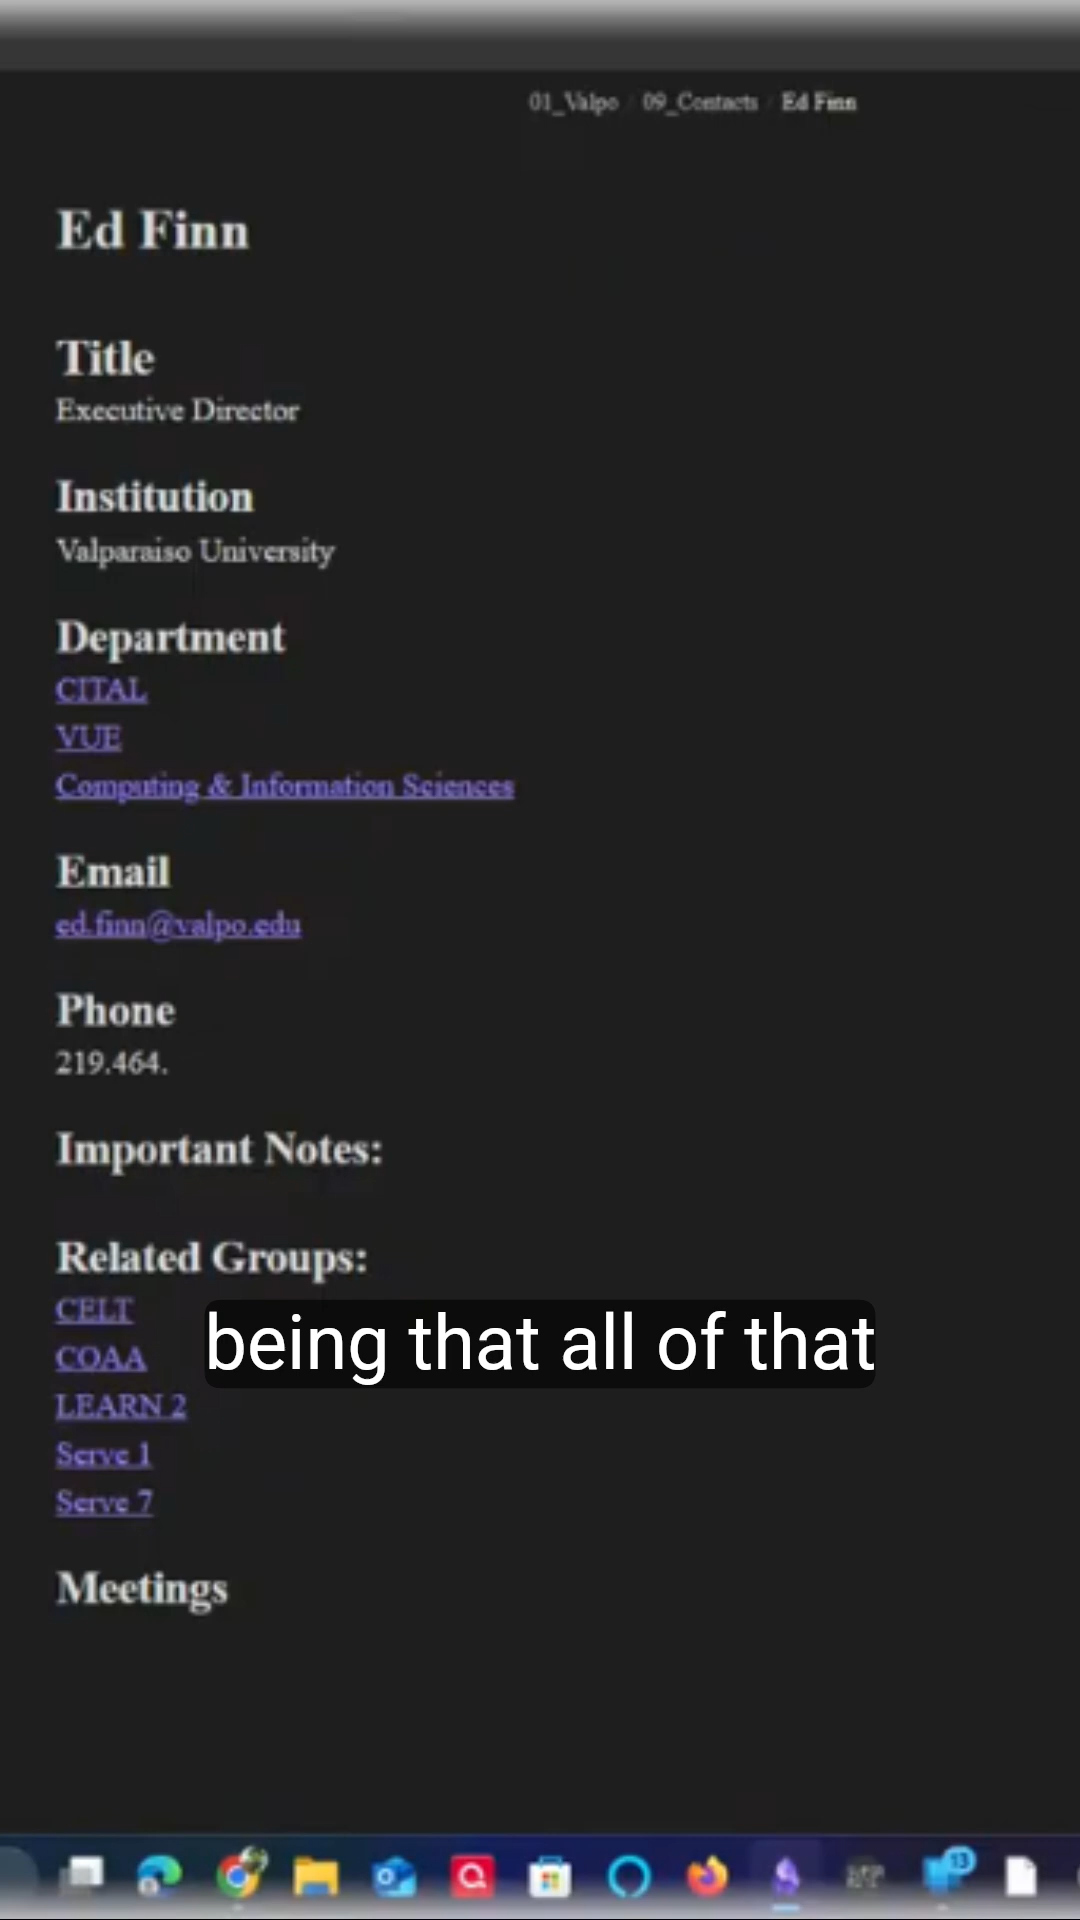 01_Valpo / 09_Contacts / Ed Finn
Ed Finn
Title
Executive Director
Institution
Valparaiso University
Department
CITAL
VUE
Computing & Information Sciences
Email
ed.finn@valpo.edu
Phone
219.464.
Important Notes:
Related Groups:
CELT
COAA
being that all of that
LEARN 2
Serve 1
Serve 7
Meetings
13